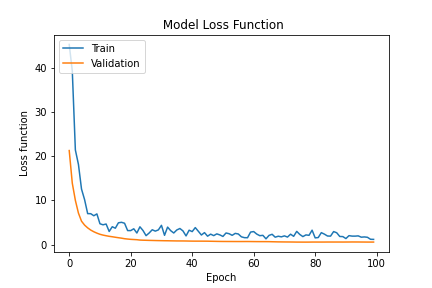 Model Loss Function
Train
Validation
Loss function
40
30
20
10
0
0 20 40 60 80 100
Epoch